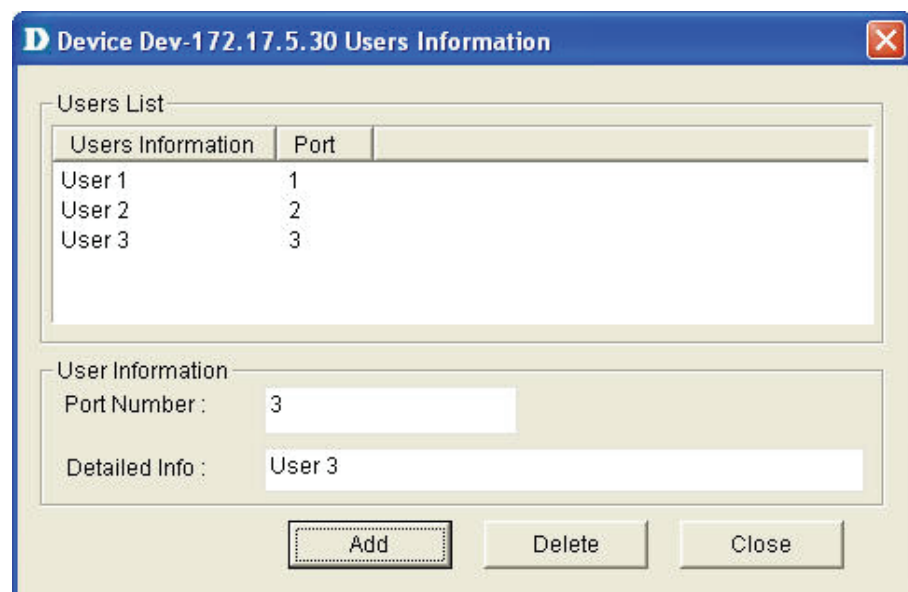 D Device Dev-172.17.5.30 Users Information
Users List
Users Information Port
User 1 1
User 2 2
User 3 3
User Information
Port Number : 3
Detailed Info : User 3
Add Delete Close